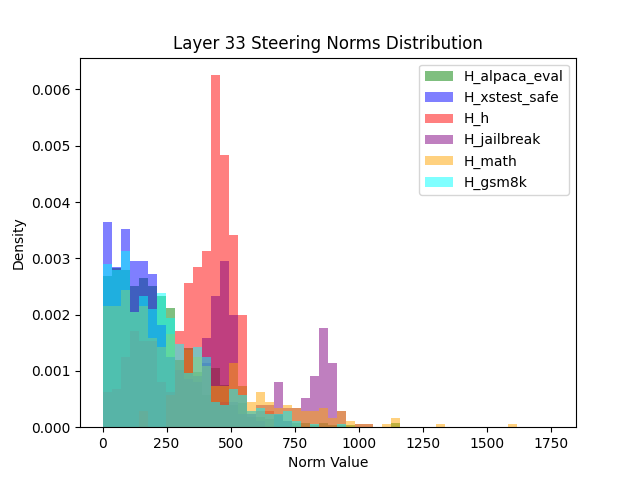 Layer 33 Steering Norms Distribution
H_alpaca_eval
H_xstest_safe
H_h
H_jailbreak
H_math
H_gsm8k
Density
0.006
0.005
0.004
0.003
0.002
0.001
0.000
0 250 500 750 1000 1250 1500 1750
Norm Value